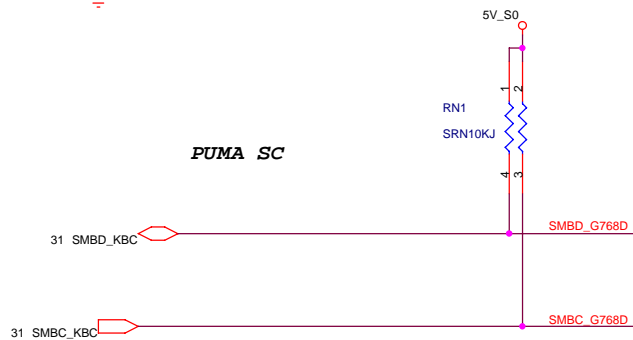 5V_S0
1
2
RN1
SRN10KJ
PUMA SC
4
3
31 SMBD_KBC
SMBD_G768D
31 SMBC_KBC
SMBC_G768D